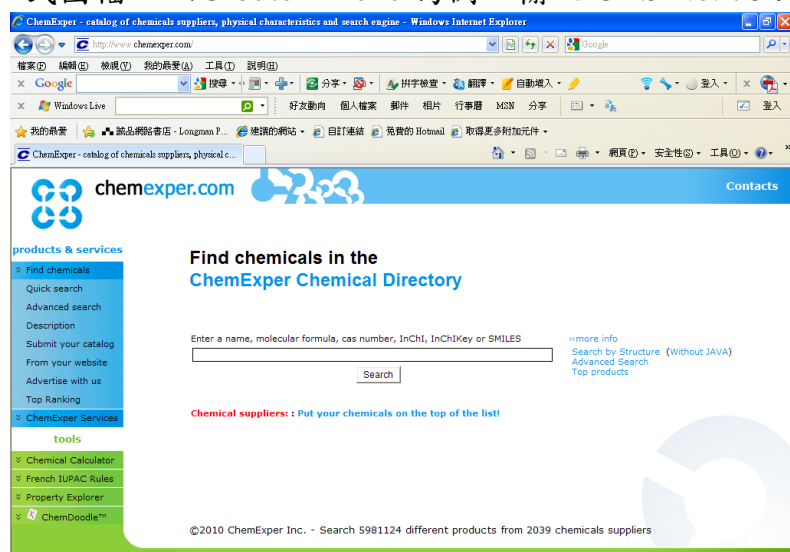 ChemExper - catalog of chemicals suppliers, physical characteristics and search engine - Windows Internet Explorer
http://www.chemexper.com/
Google
檔案(F) 編輯(E) 檢視(V) 我的最愛(A) 工具(T) 說明(H)
x Google 搜尋 分享 拼字檢查 翻譯 自動填入 登入 x
x Windows Live 好友動向 個人檔案 郵件 相片 行事曆 MSN 分享 登入
我的最愛 誠品網路書店 - Longman P... 建議的網站 自訂連結 免費的 Hotmail 取得更多附加元件
ChemExper - catalog of chemicals suppliers, physical c... 網頁(P) 安全性(S) 工具(O) »
chemexper.com
Contacts
products & services
Find chemicals
Quick search
Advanced search
Description
Submit your catalog
From your website
Advertise with us
Top Ranking
ChemExper Services
tools
Chemical Calculator
French IUPAC Rules
Property Explorer
ChemDoodle™
Find chemicals in the
ChemExper Chemical Directory
Enter a name, molecular formula, cas number, InChI, InChIKey or SMILES
Search
»more info
Search by Structure (Without JAVA)
Advanced Search
Top products
Chemical suppliers: : Put your chemicals on the top of the list!
©2010 ChemExper Inc. - Search 5981124 different products from 2039 chemicals suppliers